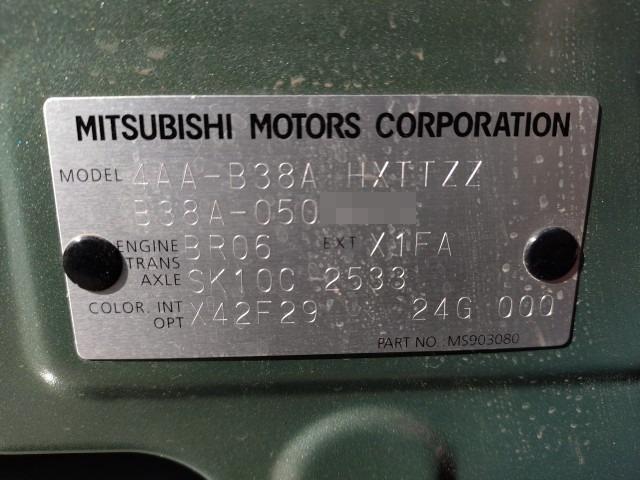 MITSUBISHI MOTORS CORPORATION
MODEL 4AA-B38A HXTTZZ
B38A-050
ENGINE BR06 EXT X1FA
TRANS AXLE SK10C 2533
COLOR. INT OPT X42F29 24G 000
PART NO.: MS903080